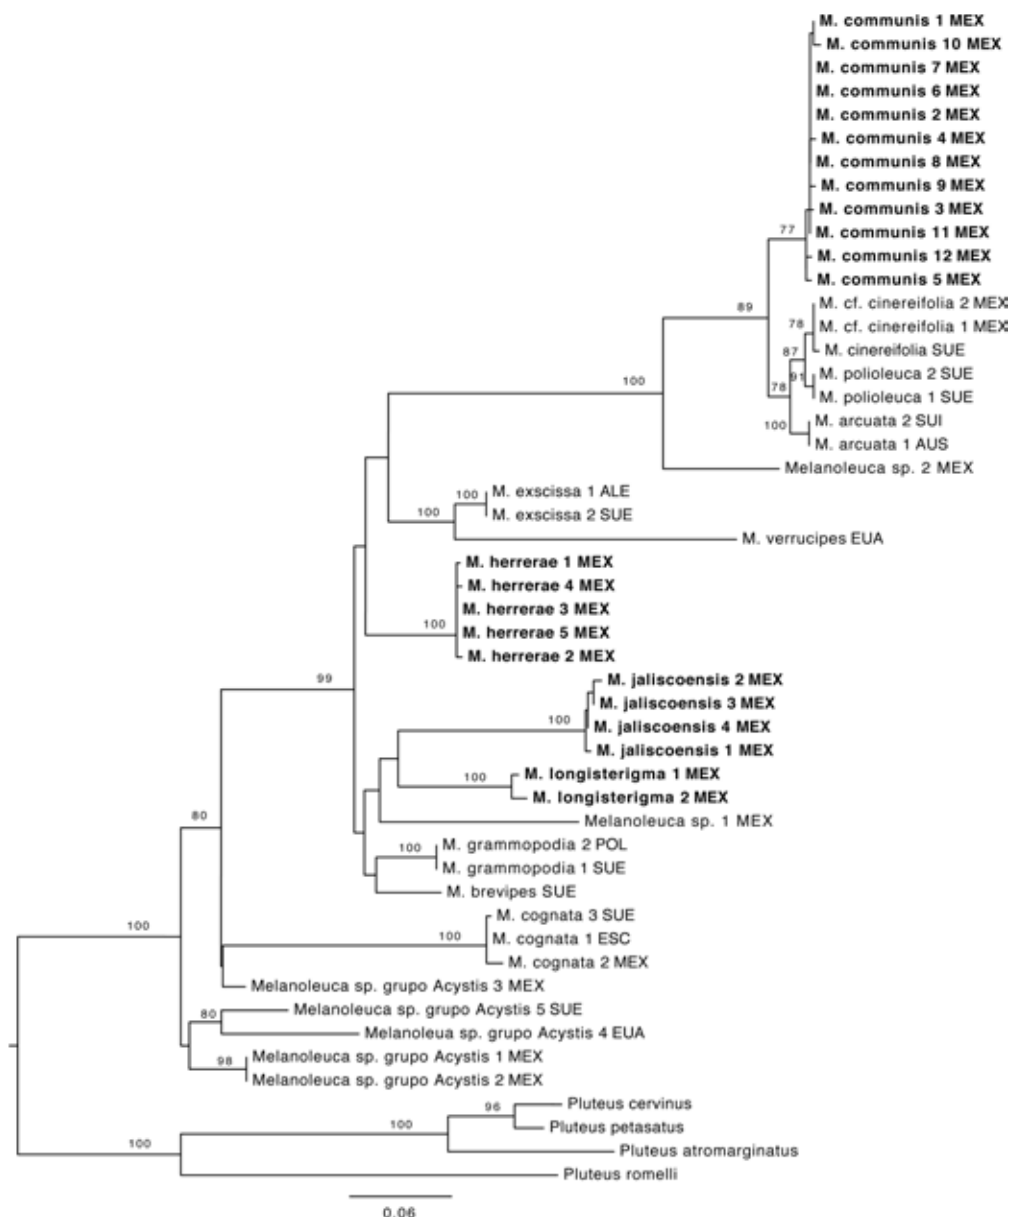 M. communis 1 MEX
M. communis 10 MEX
M. communis 7 MEX
M. communis 6 MEX
M. communis 2 MEX
M. communis 4 MEX
M. communis 8 MEX
M. communis 9 MEX
M. communis 3 MEX
77
M. communis 11 MEX
M. communis 12 MEX
M. communis 5 MEX
M. cf. cinereifolia 2 MEX
89
78
M. cf. cinereifolia 1 MEX
87
M. cinereifolia SUE
91
M. polioleuca 2 SUE
100
78
M. polioleuca 1 SUE
M. arcuata 2 SUI
100
M. arcuata 1 AUS
Melanoleuca sp. 2 MEX
100
M. exscissa 1 ALE
100
M. exscissa 2 SUE
M. verrucipes EUA
M. herrerae 1 MEX
M. herrerae 4 MEX
M. herrerae 3 MEX
100
M. herrerae 5 MEX
M. herrerae 2 MEX
99
M. jaliscoensis 2 MEX
M. jaliscoensis 3 MEX
100
M. jaliscoensis 4 MEX
M. jaliscoensis 1 MEX
100
M. longisterigma 1 MEX
M. longisterigma 2 MEX
80
Melanoleuca sp. 1 MEX
100
M. grammopodia 2 POL
M. grammopodia 1 SUE
M. brevipes SUE
100
M. cognata 3 SUE
100
M. cognata 1 ESC
M. cognata 2 MEX
Melanoleuca sp. grupo Acystis 3 MEX
80
Melanoleuca sp. grupo Acystis 5 SUE
Melanoleua sp. grupo Acystis 4 EUA
98
Melanoleuca sp. grupo Acystis 1 MEX
Melanoleuca sp. grupo Acystis 2 MEX
96
Pluteus cervinus
100
Pluteus petasatus
100
Pluteus atromarginatus
Pluteus romelli
0.06